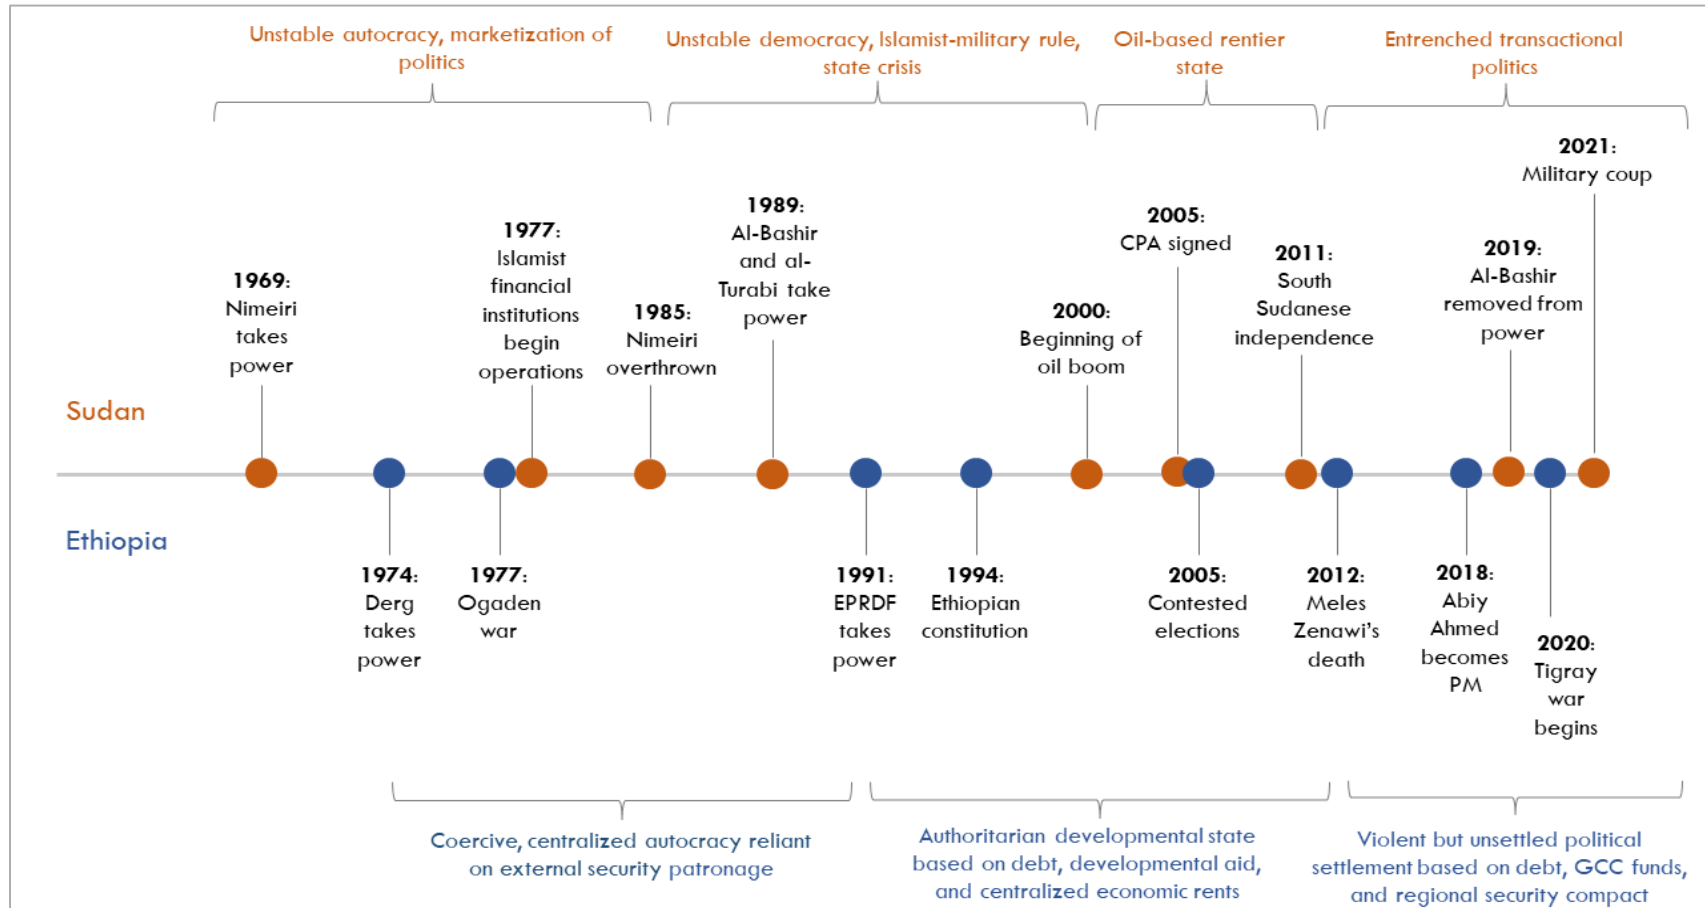 Unstable autocracy, marketization of
politics
Unstable democracy, Islamist-military rule,
state crisis
Oil-based rentier
state
Entrenched transactional
politics
1969:
Nimeiri
takes
power
1977:
Islamist
financial
institutions
begin
operations
1985:
Nimeiri
overthrown
1989:
Al-Bashir
and al-
Turabi take
power
2000:
Beginning of
oil boom
2005:
CPA signed
2011:
South
Sudanese
independence
2019:
Al-Bashir
removed from
power
2021:
Military coup
Sudan
Ethiopia
1974:
Derg
takes
power
1977:
Ogaden
war
1991:
EPRDF
takes
power
1994:
Ethiopian
constitution
2005:
Contested
elections
2012:
Meles
Zenawi's
death
2018:
Abiy
Ahmed
becomes
PM
2020:
Tigray
war
begins
Coercive, centralized autocracy reliant
on external security patronage
Authoritarian developmental state
based on debt, developmental aid,
and centralized economic rents
Violent but unsettled political
settlement based on debt, GCC funds,
and regional security compact